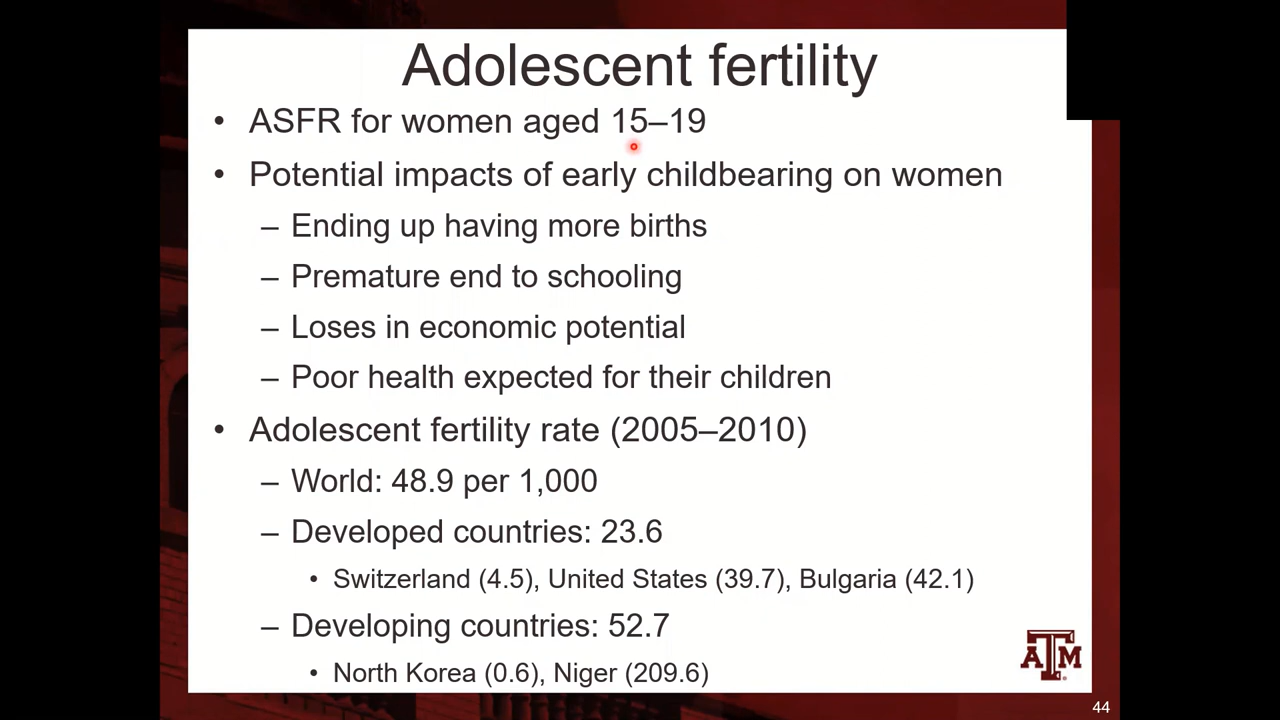 Adolescent fertility
• ASFR for women aged 15–19
• Potential impacts of early childbearing on women
– Ending up having more births
– Premature end to schooling
– Loses in economic potential
– Poor health expected for their children
• Adolescent fertility rate (2005–2010)
– World: 48.9 per 1,000
– Developed countries: 23.6
• Switzerland (4.5), United States (39.7), Bulgaria (42.1)
– Developing countries: 52.7
• North Korea (0.6), Niger (209.6)
ATM
44